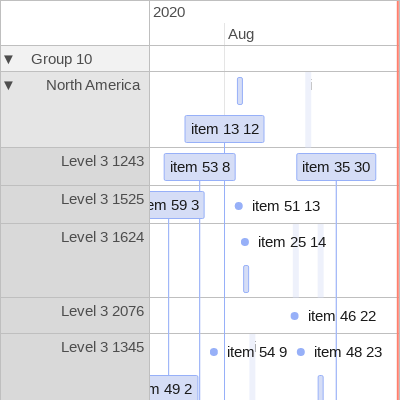 2020
Aug
▼ Group 10
▼ North America
i
item 13 12
Level 3 1243
item 53 8
item 35 30
Level 3 1525
em 59 3
item 51 13
Level 3 1624
item 25 14
Level 3 2076
item 46 22
Level 3 1345
item 54 9
item 48 23
m 49 2